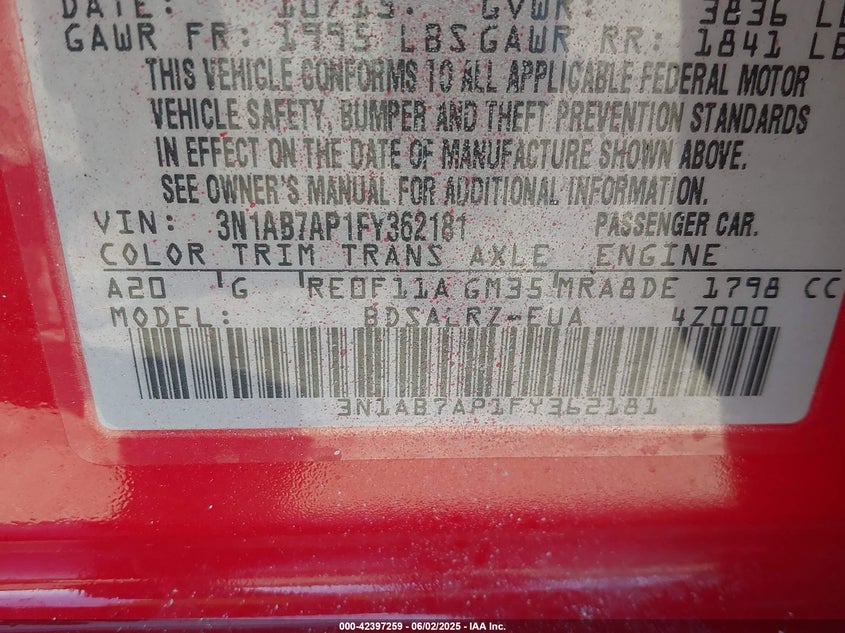 DATE: 10/15. GVWR: 3836 LB
GAWR FR: 1995 LBSGAWR RR: 1841 LB
THIS VEHICLE CONFORMS TO ALL APPLICABLE FEDERAL MOTOR
VEHICLE SAFETY, BUMPER AND THEFT PREVENTION STANDARDS
IN EFFECT ON THE DATE OF MANUFACTURE SHOWN ABOVE.
SEE OWNER'S MANUAL FOR ADDITIONAL INFORMATION.
VIN: 3N1AB7AP1FY362181 PASSENGER CAR.
COLOR TRIM TRANS AXLE ENGINE
A20 G RE0F11A GM35 MRA8DE 1798 CC
MODEL: BDSALRZ-EUA 4Z000
3N1AB7AP1FY362181
000-42397259 - 06/02/2025 - IAA Inc.